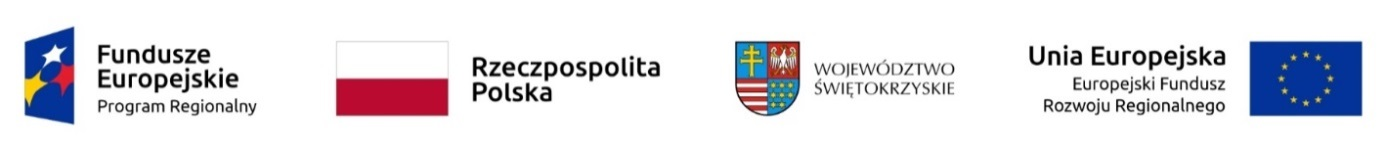 Fundusze
Europejskie
Program Regionalny
Rzeczpospolita
Polska
WOJEWÓDZTWO
ŚWIĘTOKRZYSKIE
Unia Europejska
Europejski Fundusz
Rozwoju Regionalnego